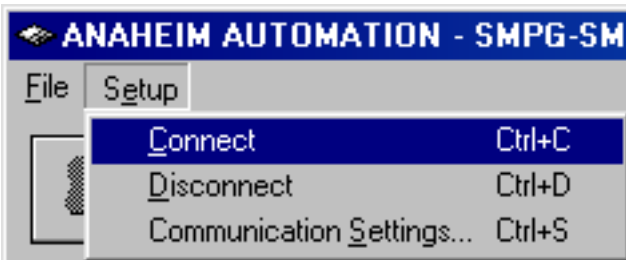 ANAHEIM AUTOMATION - SMPG-SM
File Setup
Connect Ctrl+C
Disconnect Ctrl+D
Communication Settings... Ctrl+S